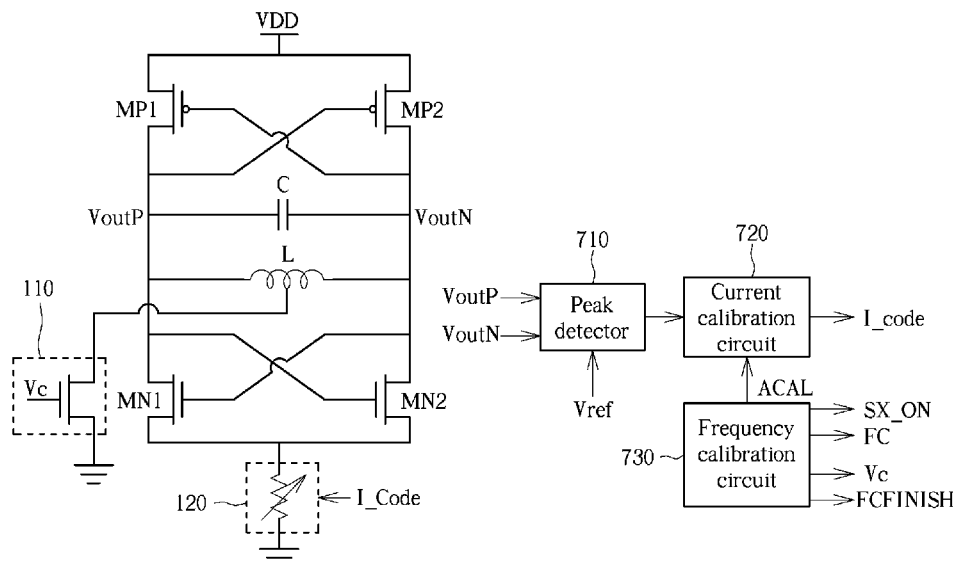 VDD
MP1
MP2
C
VoutP
VoutN
L
110
Vc
MN1
MN2
120
I_Code
710
720
VoutP
VoutN
Peak
detector
Vref
Current
calibration
circuit
I_code
ACAL
730
Frequency
calibration
circuit
SX_ON
FC
Vc
FCFINISH